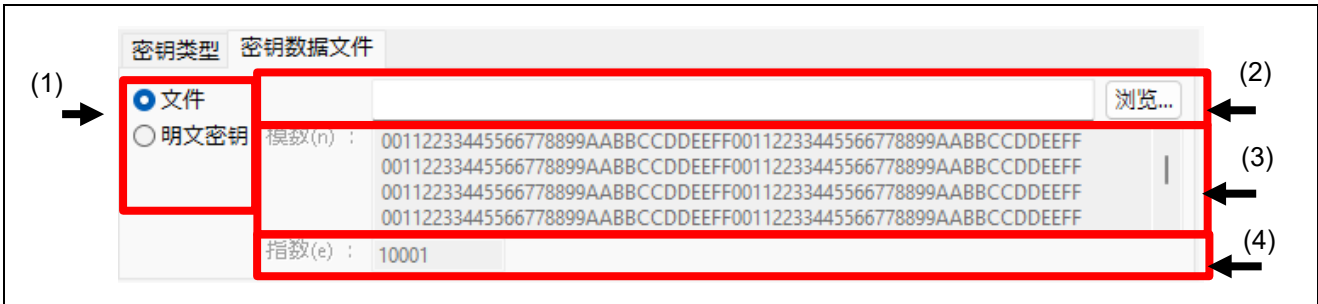 密钥类型 密钥数据文件
(1)
文件
浏览...
(2)
明文密钥
模数(n) :
00112233445566778899AABBCCDDEEFF00112233445566778899AABBCCDDEEFF
00112233445566778899AABBCCDDEEFF00112233445566778899AABBCCDDEEFF
00112233445566778899AABBCCDDEEFF00112233445566778899AABBCCDDEEFF
00112233445566778899AABBCCDDEEFF00112233445566778899AABBCCDDEEFF
(3)
指数(e) :
10001
(4)